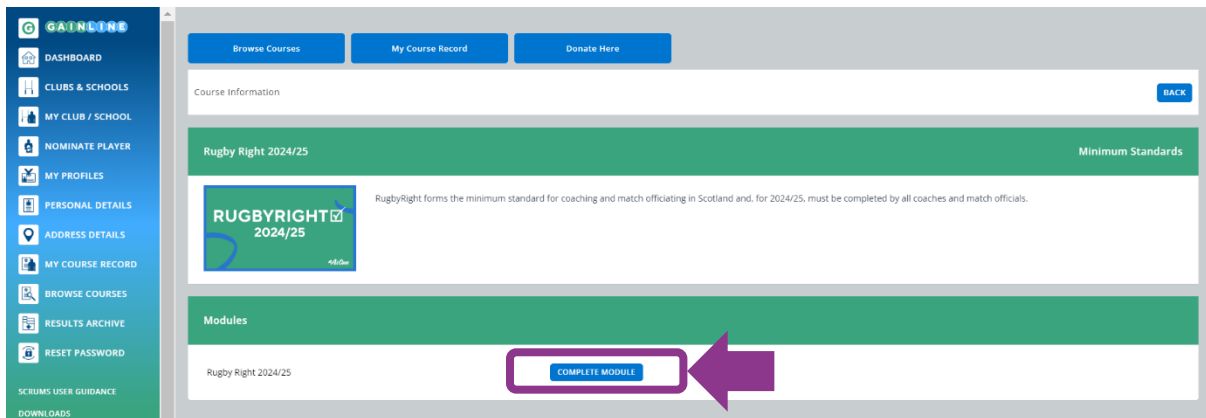 GAINLINE
DASHBOARD
CLUBS & SCHOOLS
MY CLUB / SCHOOL
NOMINATE PLAYER
MY PROFILES
PERSONAL DETAILS
ADDRESS DETAILS
MY COURSE RECORD
BROWSE COURSES
RESULTS ARCHIVE
RESET PASSWORD
SCRUMS USER GUIDANCE
DOWNLOADS
Browse Courses
My Course Record
Donate Here
Course Information
BACK
Rugby Right 2024/25
Minimum Standards
RUGBYRIGHT
2024/25
RugbyRight forms the minimum standard for coaching and match officiating in Scotland and, for 2024/25, must be completed by all coaches and match officials.
Modules
Rugby Right 2024/25
COMPLETE MODULE